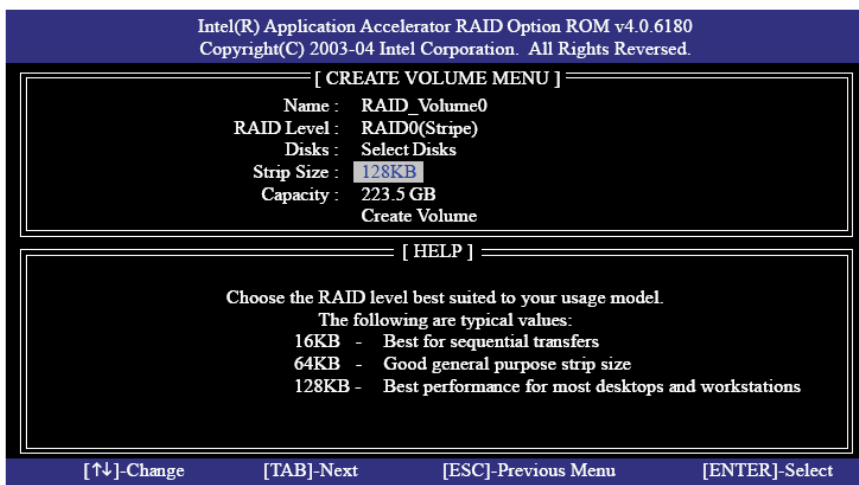 Intel(R) Application Accelerator RAID Option ROM v4.0.6180
Copyright(C) 2003-04 Intel Corporation. All Rights Reversed.
[ CREATE VOLUME MENU ]
Name : RAID_Volume0
RAID Level : RAID0(Stripe)
Disks : Select Disks
Strip Size : 128KB
Capacity : 223.5 GB
Create Volume
[ HELP ]
Choose the RAID level best suited to your usage model.
The following are typical values:
16KB - Best for sequential transfers
64KB - Good general purpose strip size
128KB - Best performance for most desktops and workstations
[↑↓]-Change [TAB]-Next [ESC]-Previous Menu [ENTER]-Select